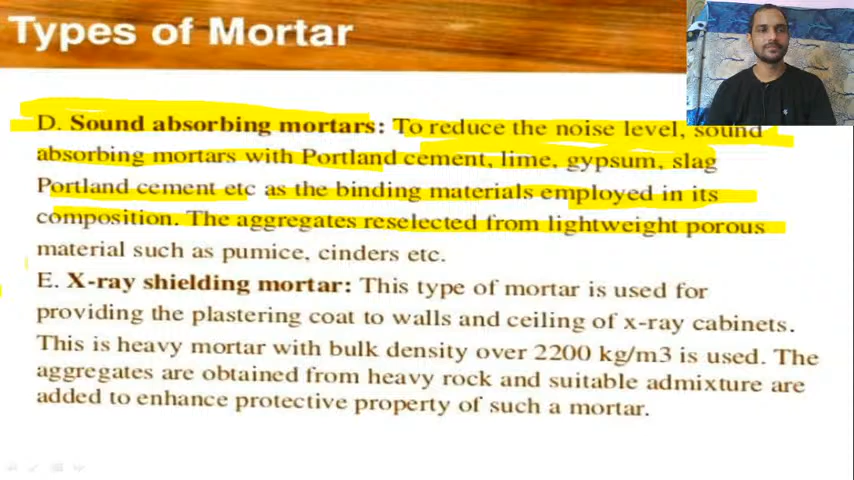 Types of Mortar
D. Sound absorbing mortars: To reduce the noise level, sound
absorbing mortars with Portland cement, lime, gypsum, slag
Portland cement etc as the binding materials employed in its
composition. The aggregates reselected from lightweight porous
material such as pumice, cinders etc.
E. X-ray shielding mortar: This type of mortar is used for
providing the plastering coat to walls and ceiling of x-ray cabinets.
This is heavy mortar with bulk density over 2200 kg/m3 is used. The
aggregates are obtained from heavy rock and suitable admixture are
added to enhance protective property of such a mortar.